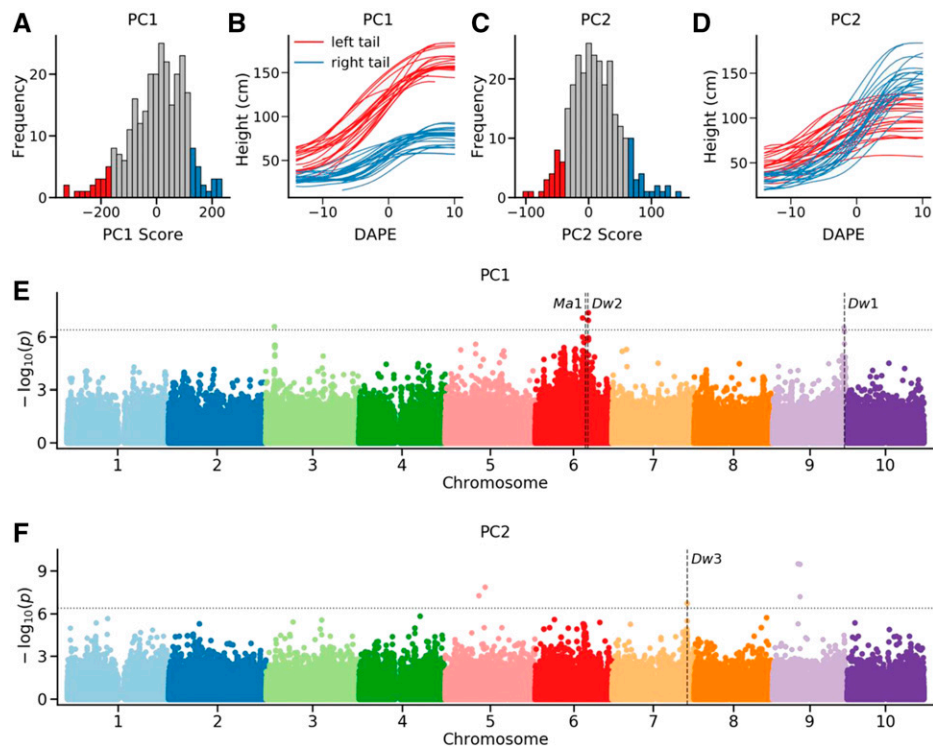 A
PC1
Frequency
20
10
0
−200
0
200
PC1 Score
B
PC1
left tail
right tail
Height (cm)
150
100
50
−10
0
10
DAPE
C
PC2
Frequency
20
10
0
−100
0
100
PC2 Score
D
PC2
Height (cm)
150
100
50
−10
0
10
DAPE
E
PC1
Ma1
Dw2
Dw1
− log10(p)
6
3
0
1 2 3 4 5 6 7 8 9 10
Chromosome
F
PC2
Dw3
− log10(p)
9
6
3
0
1 2 3 4 5 6 7 8 9 10
Chromosome